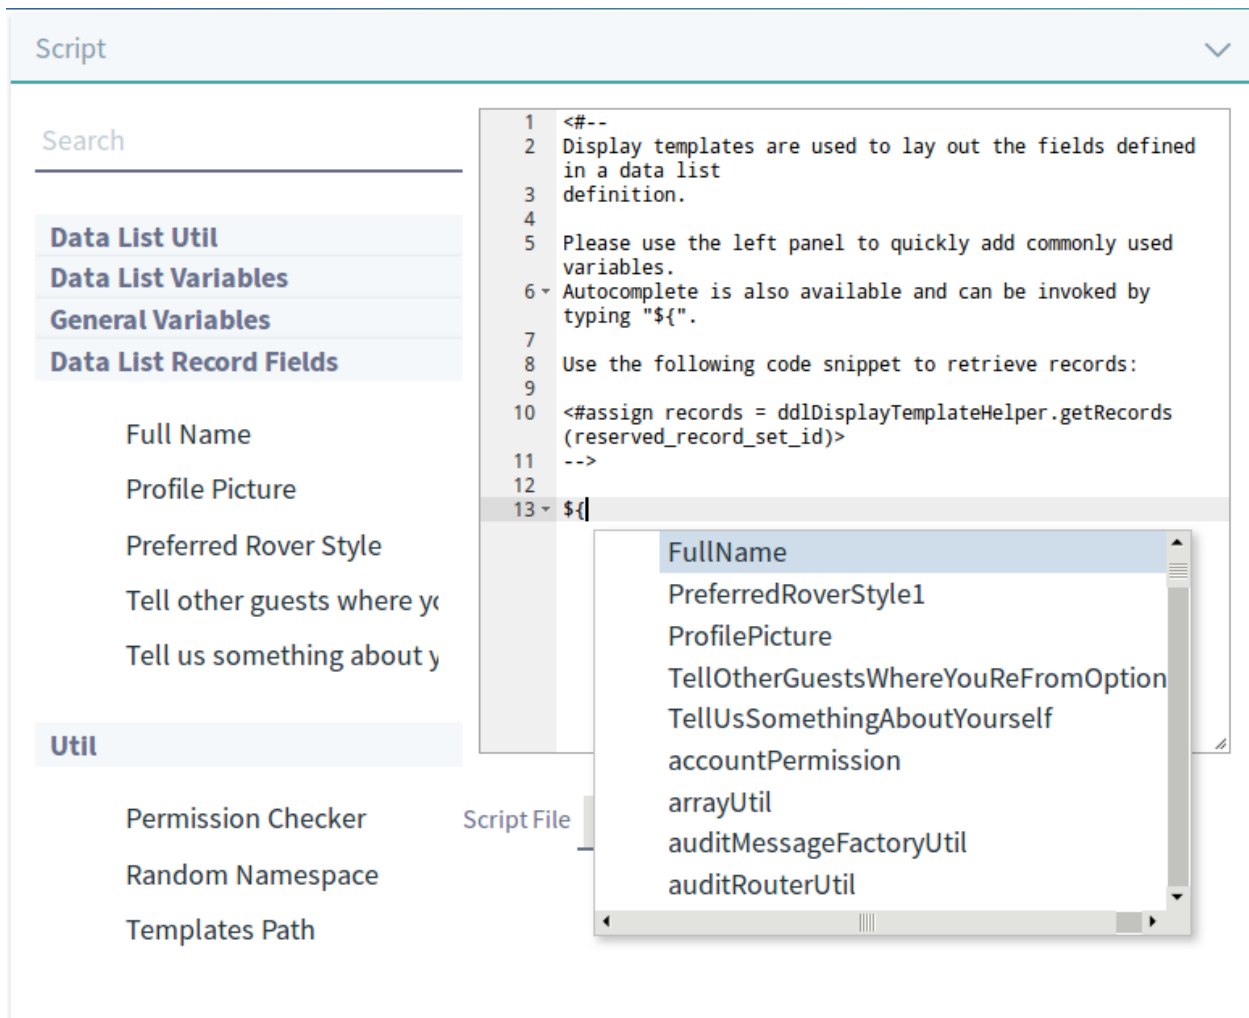 Script
Search
Data List Util
Data List Variables
General Variables
Data List Record Fields
Full Name
Profile Picture
Preferred Rover Style
Tell other guests where yo
Tell us something about y
Util
Permission Checker
Random Namespace
Templates Path
1 <#--
2 Display templates are used to lay out the fields defined
in a data list
3 definition.
4
5 Please use the left panel to quickly add commonly used
variables.
6 Autocomplete is also available and can be invoked by
typing "${".
7
8 Use the following code snippet to retrieve records:
9
10 <#assign records = ddlDisplayTemplateHelper.getRecords
(reserved_record_set_id)>
11 -->
12
13 ${
FullName
PreferredRoverStyle1
ProfilePicture
TellOtherGuestsWhereYouReFromOption
TellUsSomethingAboutYourself
accountPermission
arrayUtil
auditMessageFactoryUtil
auditRouterUtil
Script File